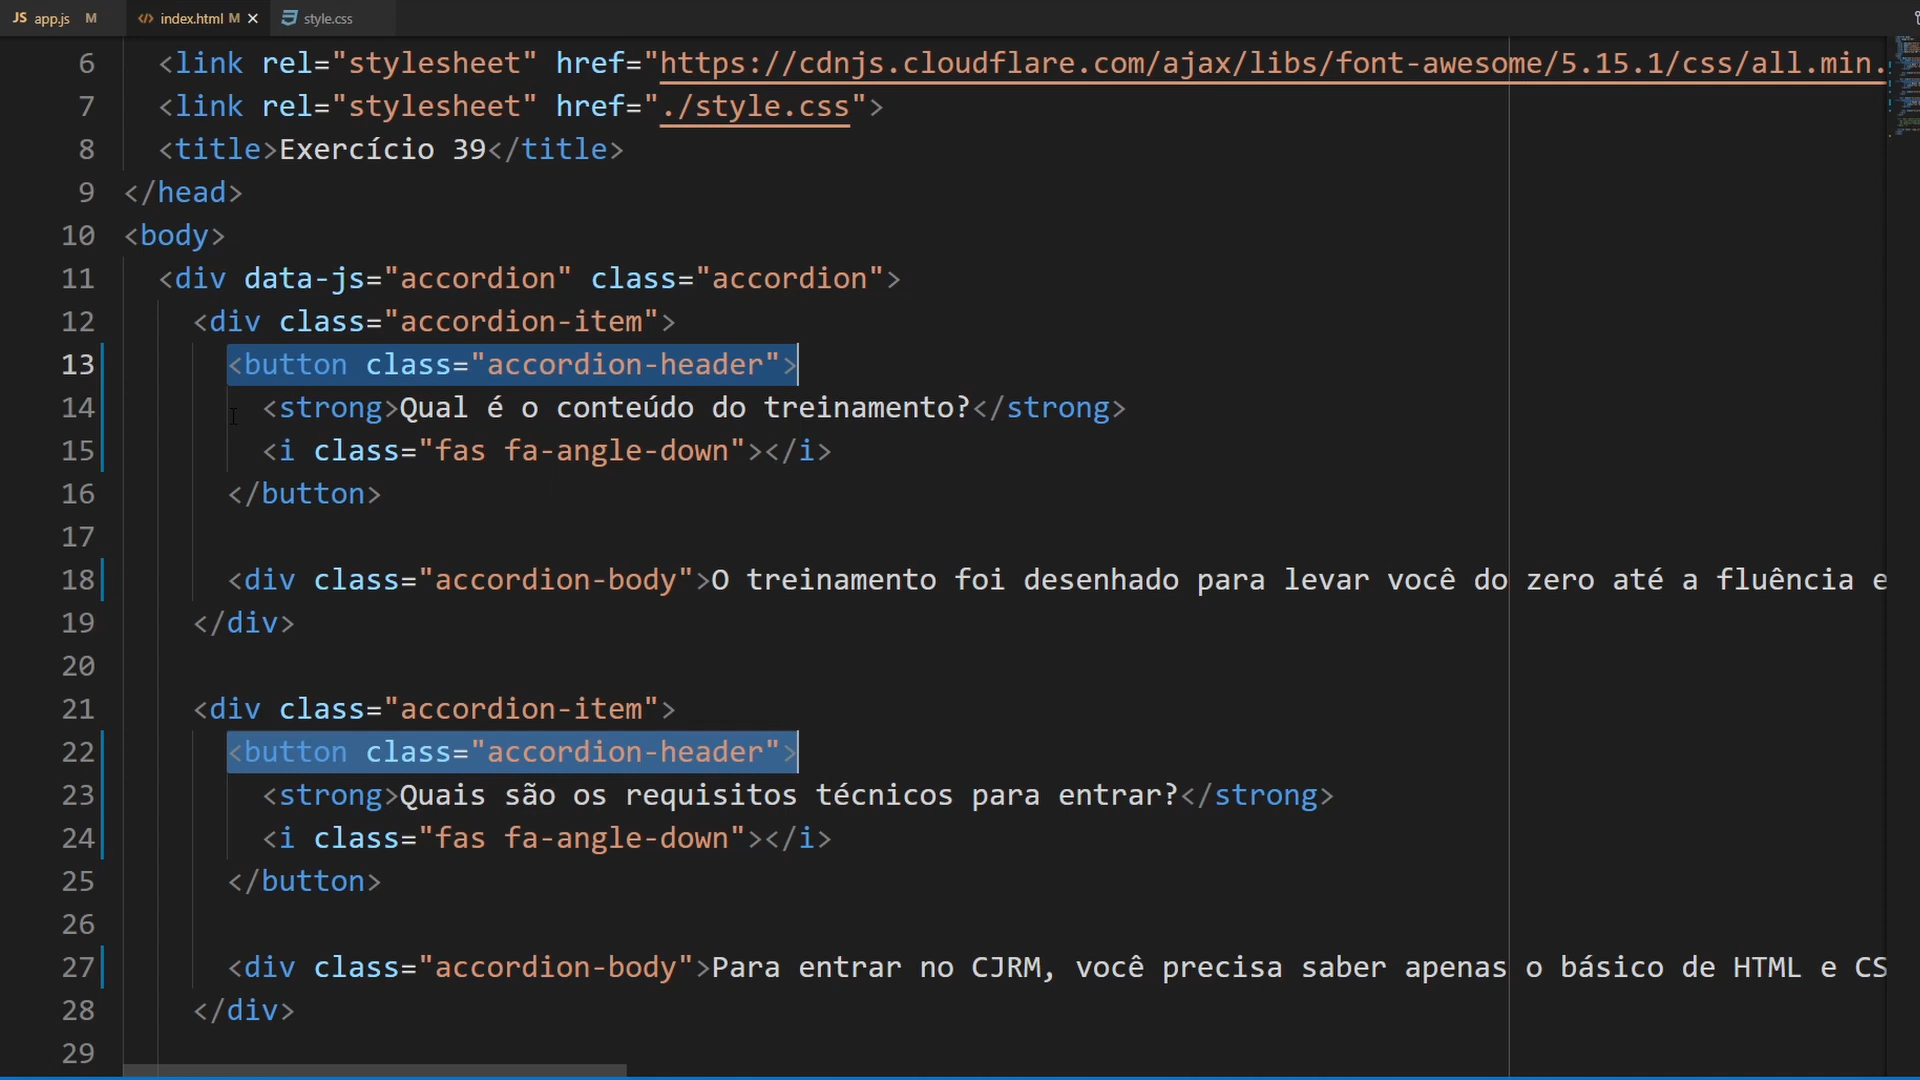 JS app.js M <> index.html M × style.css
6 <link rel="stylesheet" href="https://cdnjs.cloudflare.com/ajax/libs/font-awesome/5.15.1/css/all.min.
7 <link rel="stylesheet" href="./style.css">
8 <title>Exercício 39</title>
9 </head>
10 <body>
11 <div data-js="accordion" class="accordion">
12 <div class="accordion-item">
13 <button class="accordion-header">
14 <strong>Qual é o conteúdo do treinamento?</strong>
15 <i class="fas fa-angle-down"></i>
16 </button>
17
18 <div class="accordion-body">O treinamento foi desenhado para levar você do zero até a fluência e
19 </div>
20
21 <div class="accordion-item">
22 <button class="accordion-header">
23 <strong>Quais são os requisitos técnicos para entrar?</strong>
24 <i class="fas fa-angle-down"></i>
25 </button>
26
27 <div class="accordion-body">Para entrar no CJRM, você precisa saber apenas o básico de HTML e CS
28 </div>
29